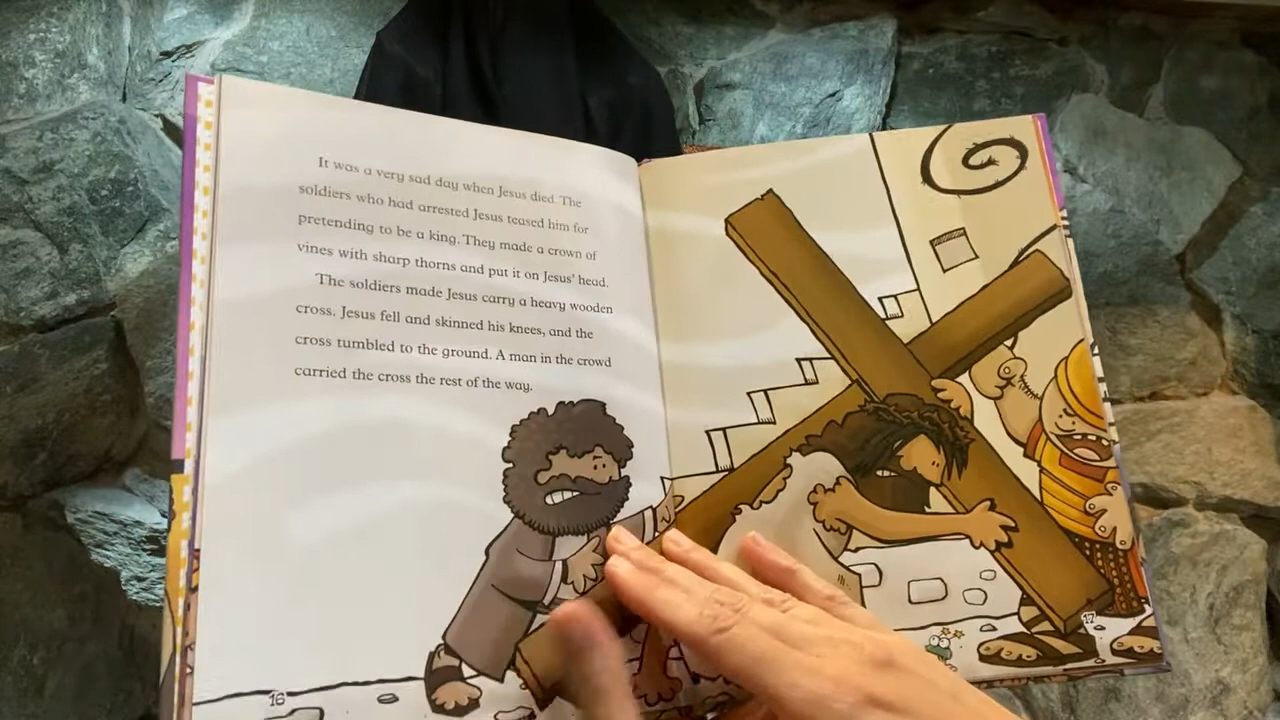 It was a very sad day when Jesus died. The
soldiers who had arrested Jesus teased him for
pretending to be a king. They made a crown of
vines with sharp thorns and put it on Jesus' head.
The soldiers made Jesus carry a heavy wooden
cross. Jesus fell and skinned his knees, and the
cross tumbled to the ground. A man in the crowd
carried the cross the rest of the way.
16
17